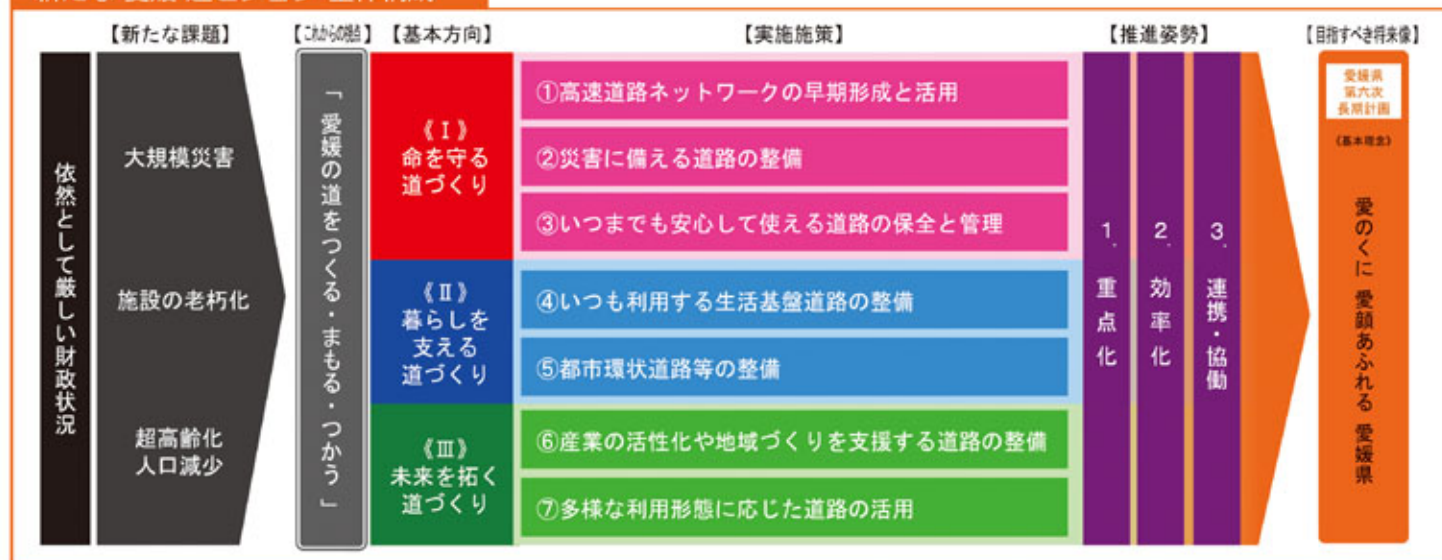 【新たな課題】
【これからの視点】
【基本方向】
【実施施策】
【推進姿勢】
【目指すべき将来像】
依然として厳しい財政状況
大規模災害
施設の老朽化
超高齢化
人口減少
「愛媛の道をつくる・まもる・つかう」
《Ⅰ》
命を守る
道づくり
①高速道路ネットワークの早期形成と活用
②災害に備える道路の整備
③いつまでも安心して使える道路の保全と管理
《Ⅱ》
暮らしを
支える
道づくり
④いつも利用する生活基盤道路の整備
⑤都市環状道路等の整備
《Ⅲ》
未来を拓く
道づくり
⑥産業の活性化や地域づくりを支援する道路の整備
⑦多様な利用形態に応じた道路の活用
1.重点化
2.効率化
3.連携・協働
愛媛県
第六次
長期計画
《基本理念》
愛のくに 愛顔あふれる 愛媛県